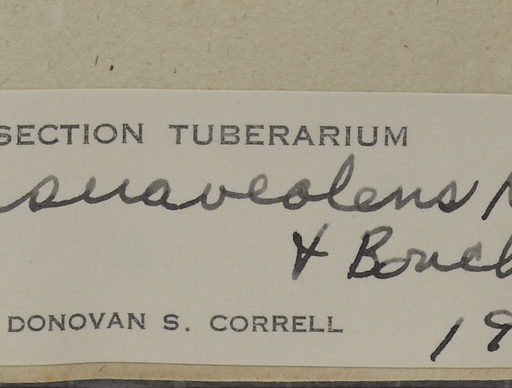 SECTION TUBERARIUM
suaveolens
& Bouch
DONOVAN S. CORRELL
19